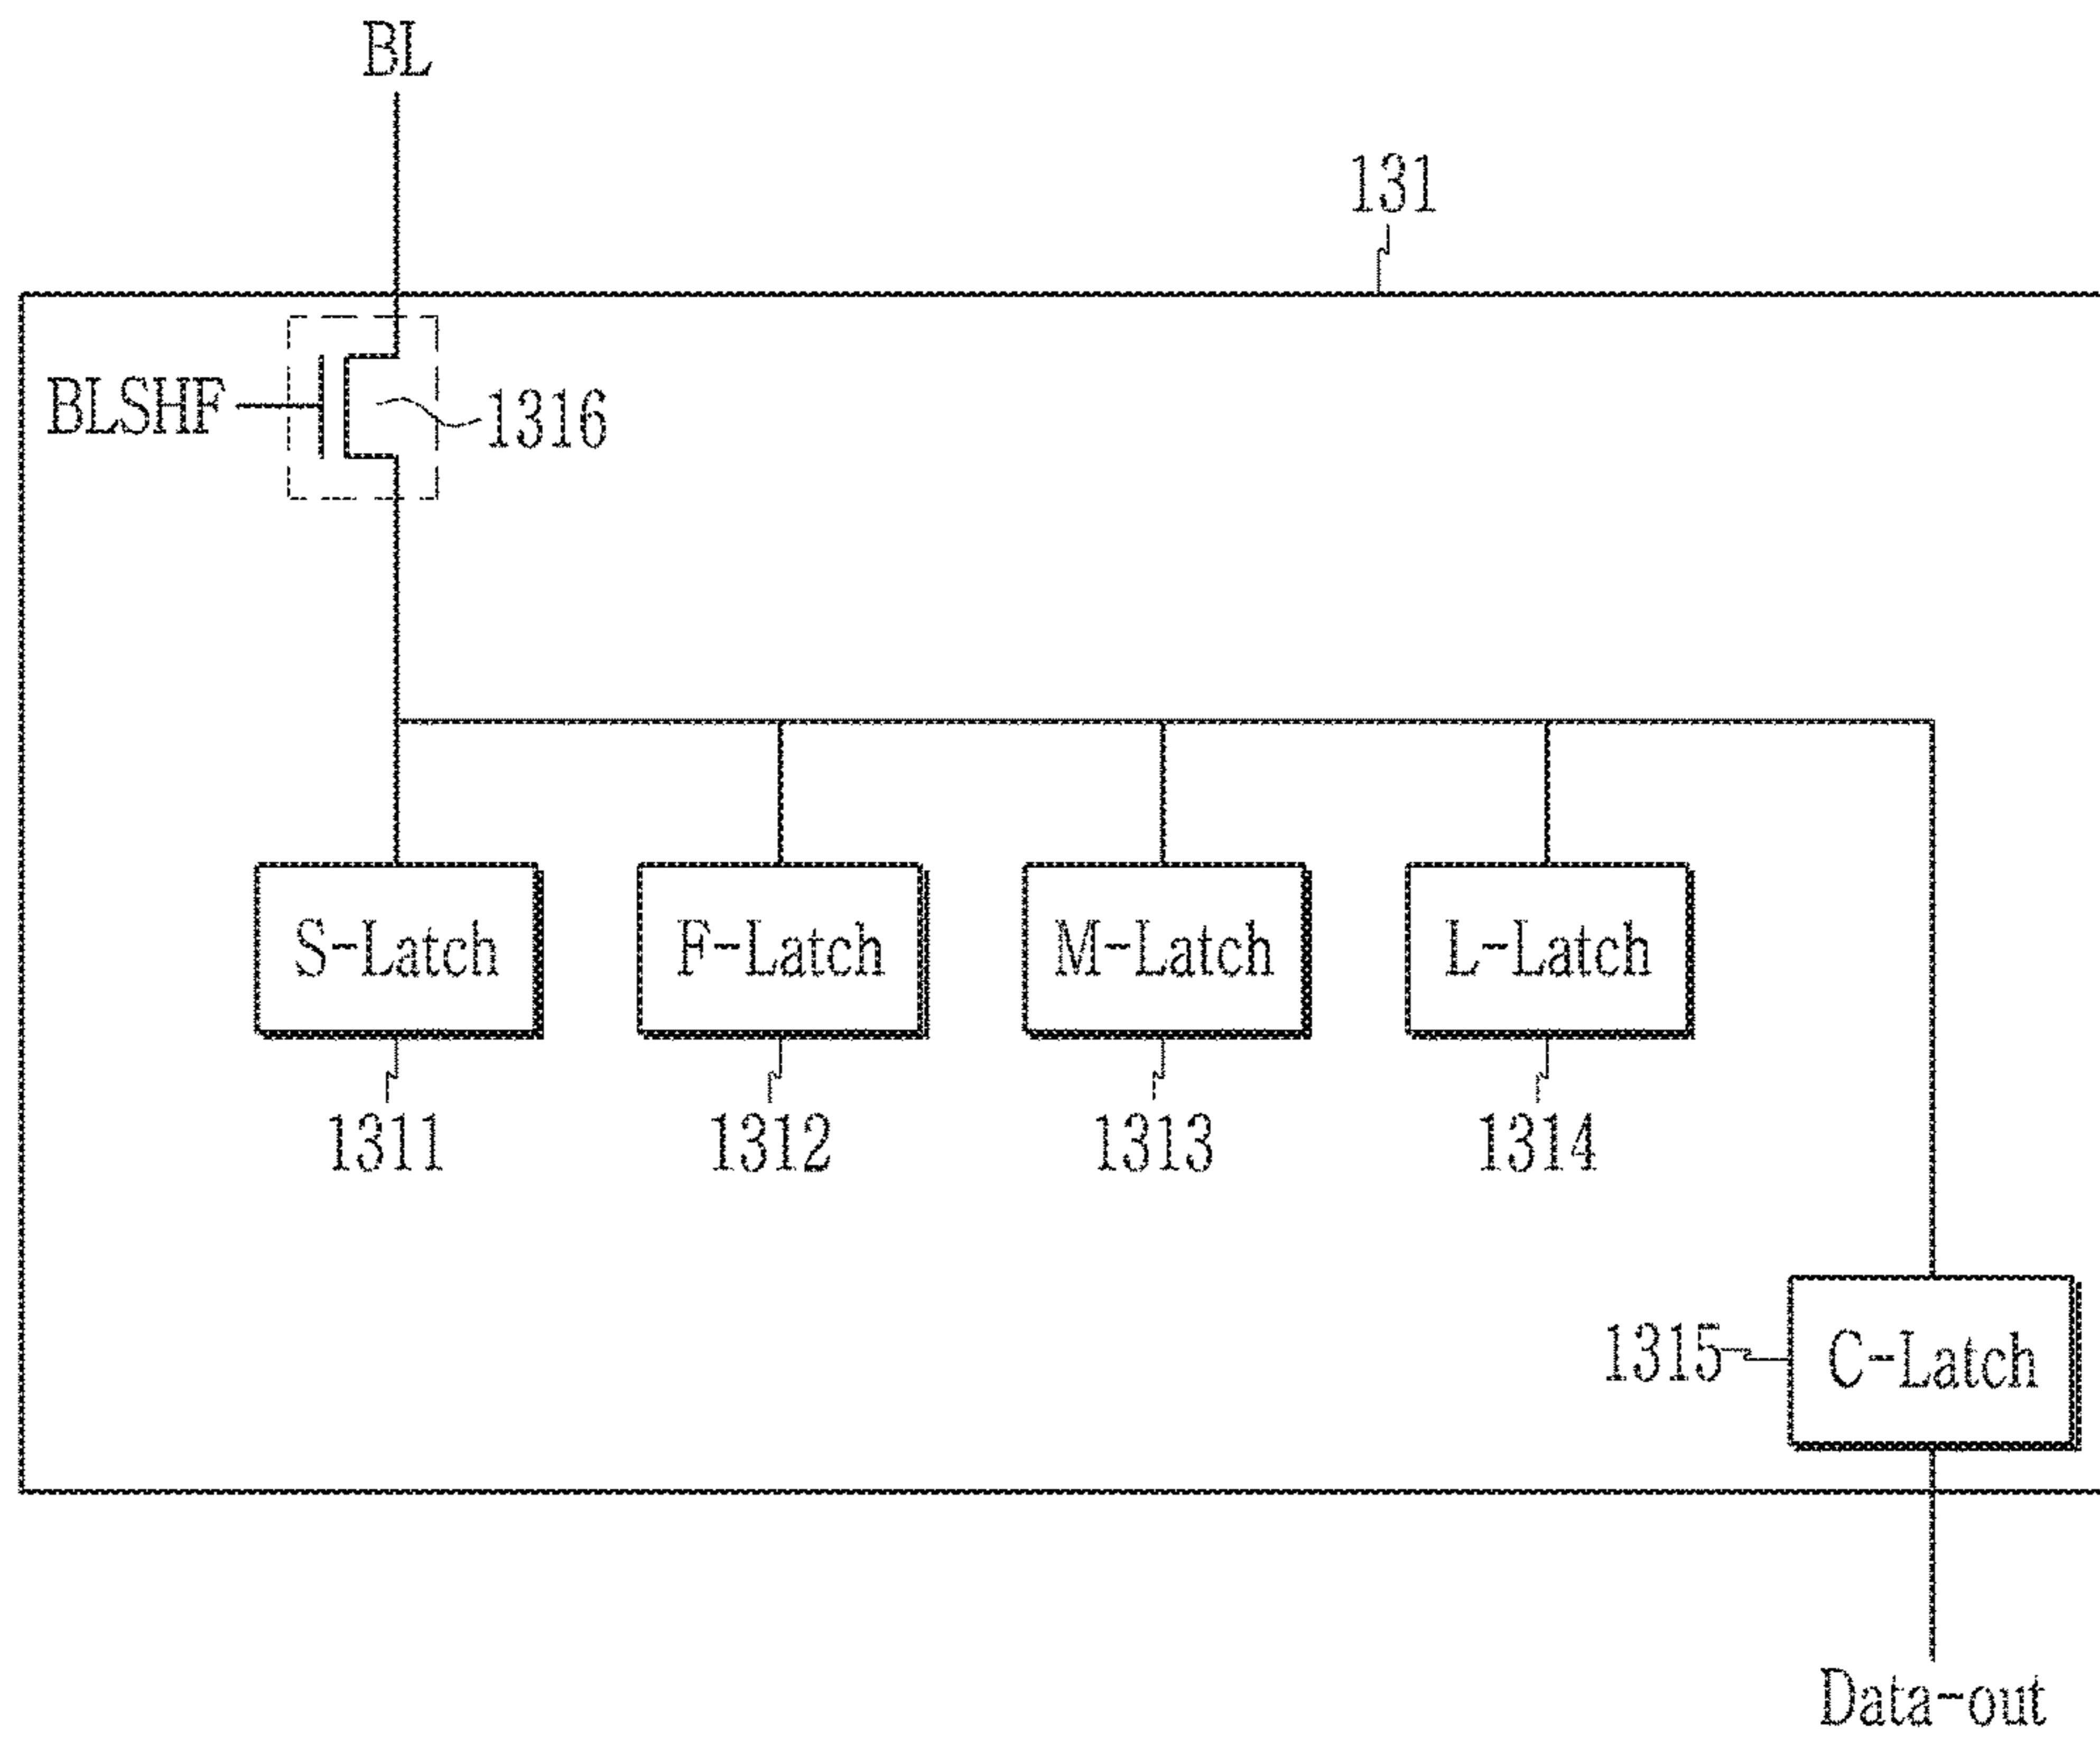 BL
131
BLSHF
1316
S-Latch
F-Latch
M-Latch
L-Latch
1311
1312
1313
1314
1315
C-Latch
Data-out